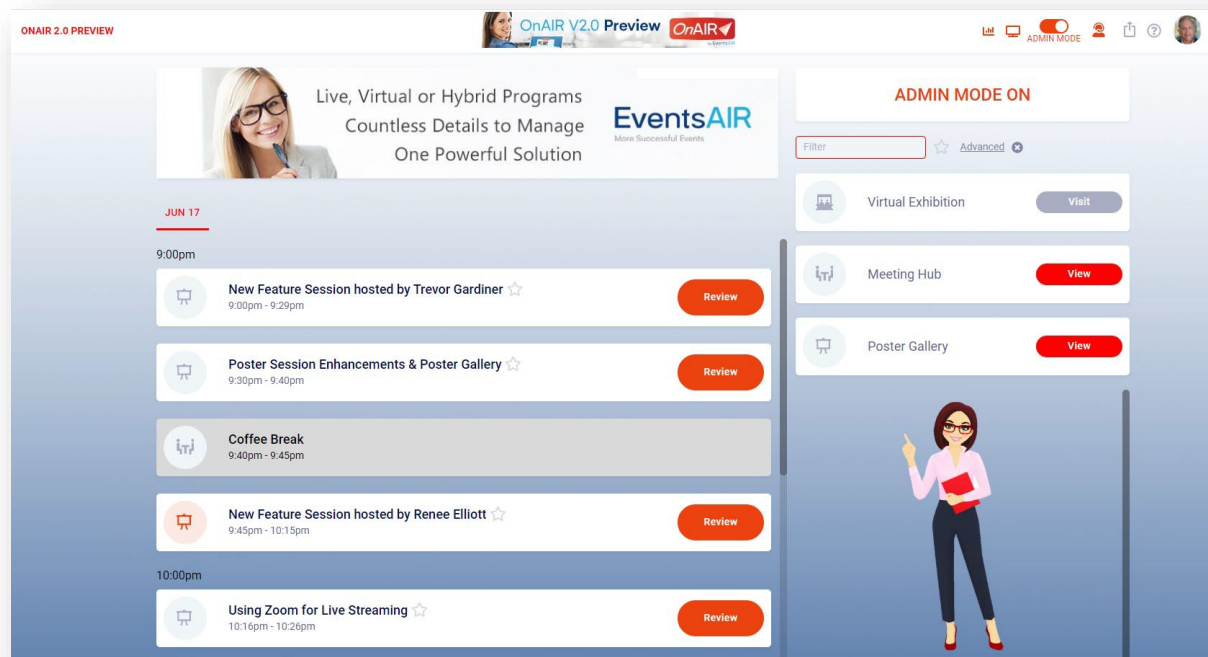 ONAIR 2.0 PREVIEW
OnAIR V2.0 Preview
OnAIR
by EventsAIR
ADMIN MODE
Live, Virtual or Hybrid Programs
Countless Details to Manage
One Powerful Solution
EventsAIR
More Successful Events
JUN 17
9:00pm
New Feature Session hosted by Trevor Gardiner
9:00pm - 9:29pm
Review
Poster Session Enhancements & Poster Gallery
9:30pm - 9:40pm
Review
Coffee Break
9:40pm - 9:45pm
New Feature Session hosted by Renee Elliott
9:45pm - 10:15pm
Review
10:00pm
Using Zoom for Live Streaming
10:16pm - 10:26pm
Review
ADMIN MODE ON
Filter
Advanced
Virtual Exhibition
Visit
Meeting Hub
View
Poster Gallery
View